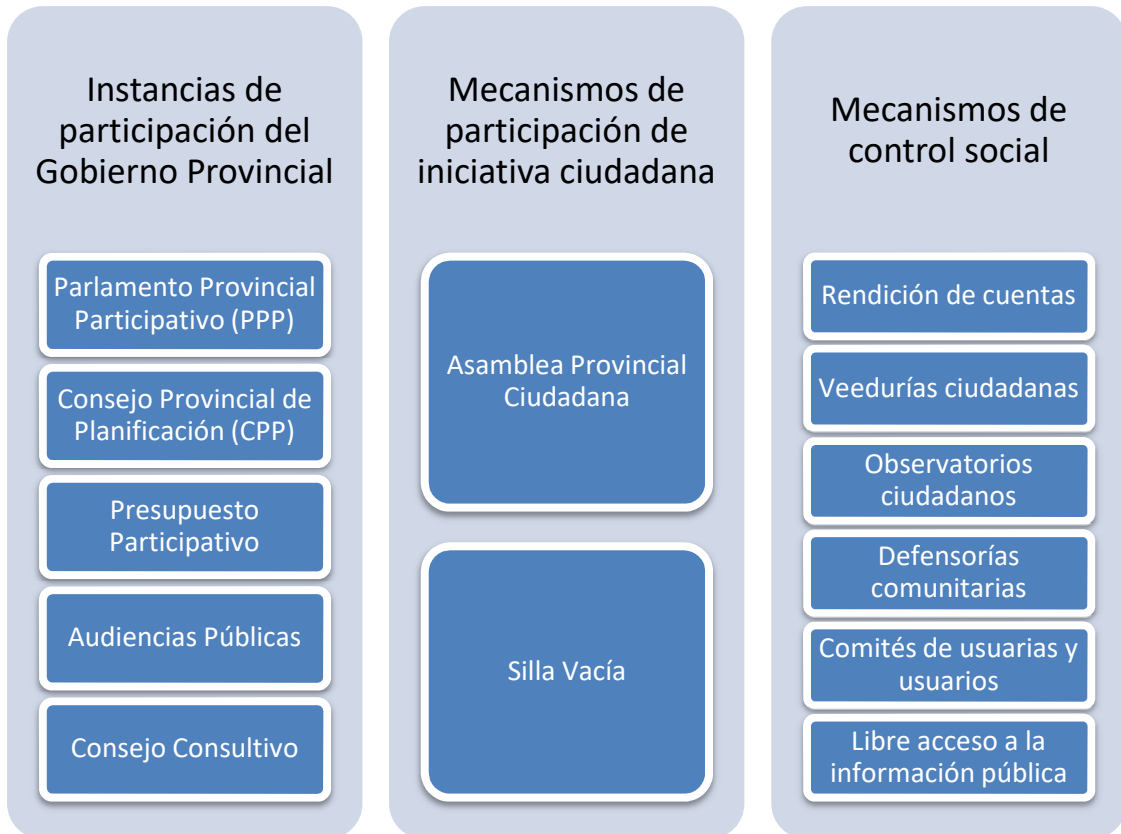 Instancias de
participación del
Gobierno Provincial
Parlamento Provincial
Participativo (PPP)
Consejo Provincial de
Planificación (CPP)
Presupuesto
Participativo
Audiencias Públicas
Consejo Consultivo
Mecanismos de
participación de
iniciativa ciudadana
Asamblea Provincial
Ciudadana
Silla Vacía
Mecanismos de
control social
Rendición de cuentas
Veedurías ciudadanas
Observatorios
ciudadanos
Defensorías
comunitarias
Comités de usuarias y
usuarios
Libre acceso a la
información pública